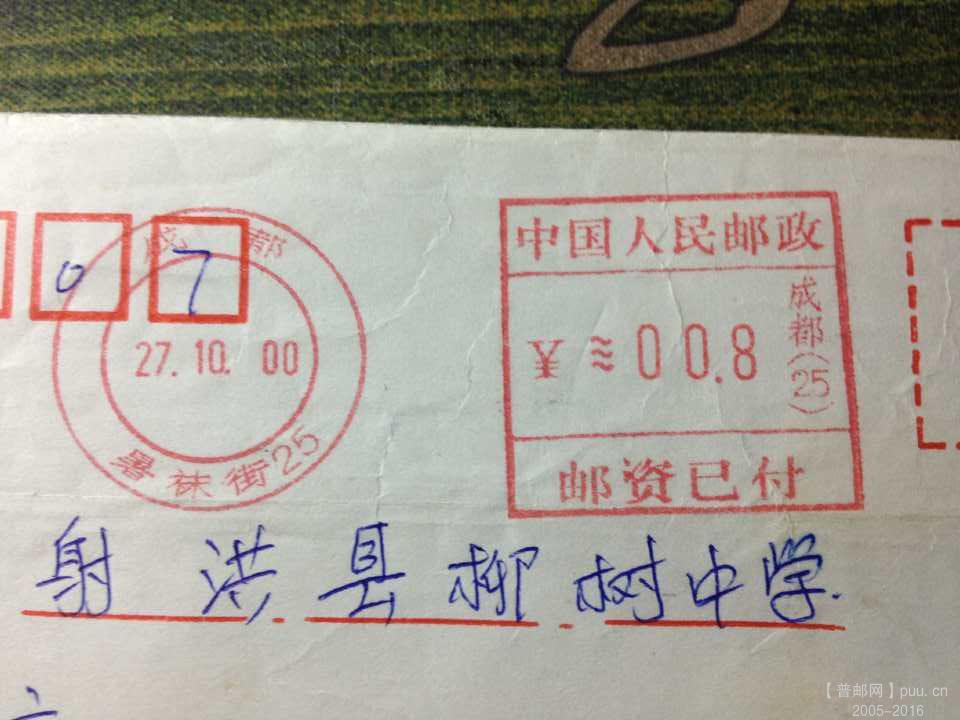 成都
0 7
27.10.00
暑袜街25
中国人民邮政
¥≈00.8
成都(25)
邮资已付
射洪县柳树中学.
【普邮网】puu.cn
2005-2016